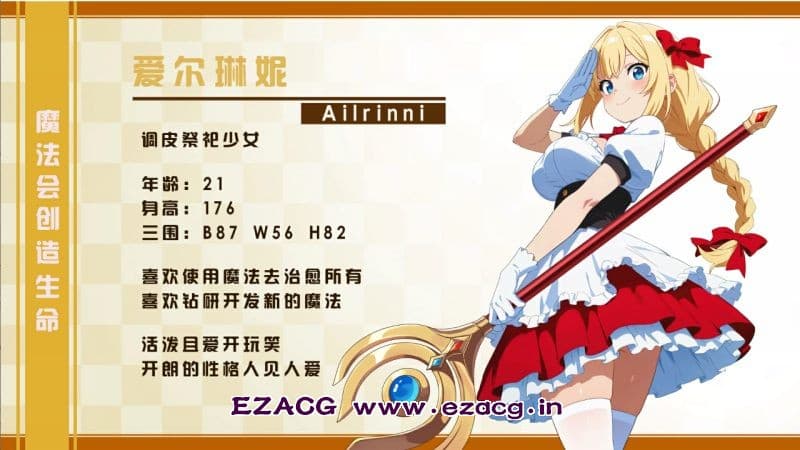 魔法会创造生命
爱尔琳妮
Ailrinni
调皮祭祀少女
年龄：21
身高：176
三围：B87 W56 H82
喜欢使用魔法去治愈所有
喜欢钻研开发新的魔法
活泼且爱开玩笑
开朗的性格人见人爱
EZACG www.ezacg.in